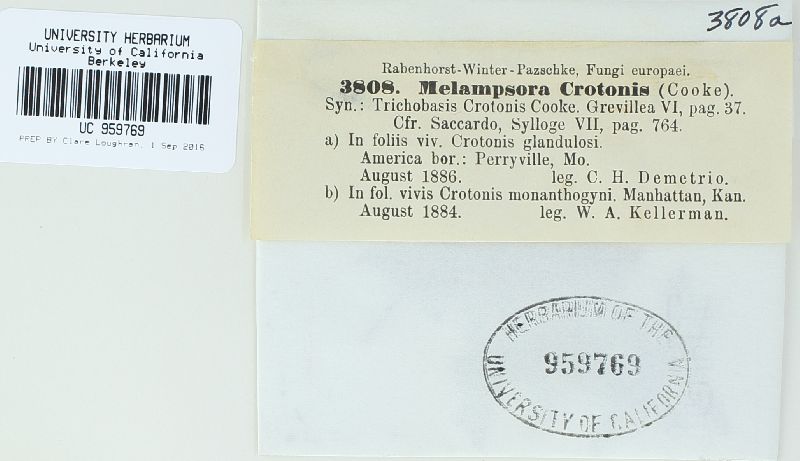 UNIVERSITY HERBARIUM
University of California
Berkeley
UC 959769
PREP BY Clare Loughran, 1 Sep 2016
3808a
Rabenhorst-Winter-Pazschke, Fungi europaei.
3808. Melampsora Crotonis (Cooke).
Syn.: Trichobasis Crotonis Cooke. Grevillea VI, pag. 37.
Cfr. Saccardo, Sylloge VII, pag. 764.
a) In foliis viv. Crotonis glandulosi.
America bor.: Perryville, Mo.
August 1886. leg. C. H. Demetrio.
b) In fol. vivis Crotonis monanthogyni. Manhattan, Kan.
August 1884. leg. W. A. Kellerman.
HERBARIUM OF THE
959769
UNIVERSITY OF CALIFORNIA